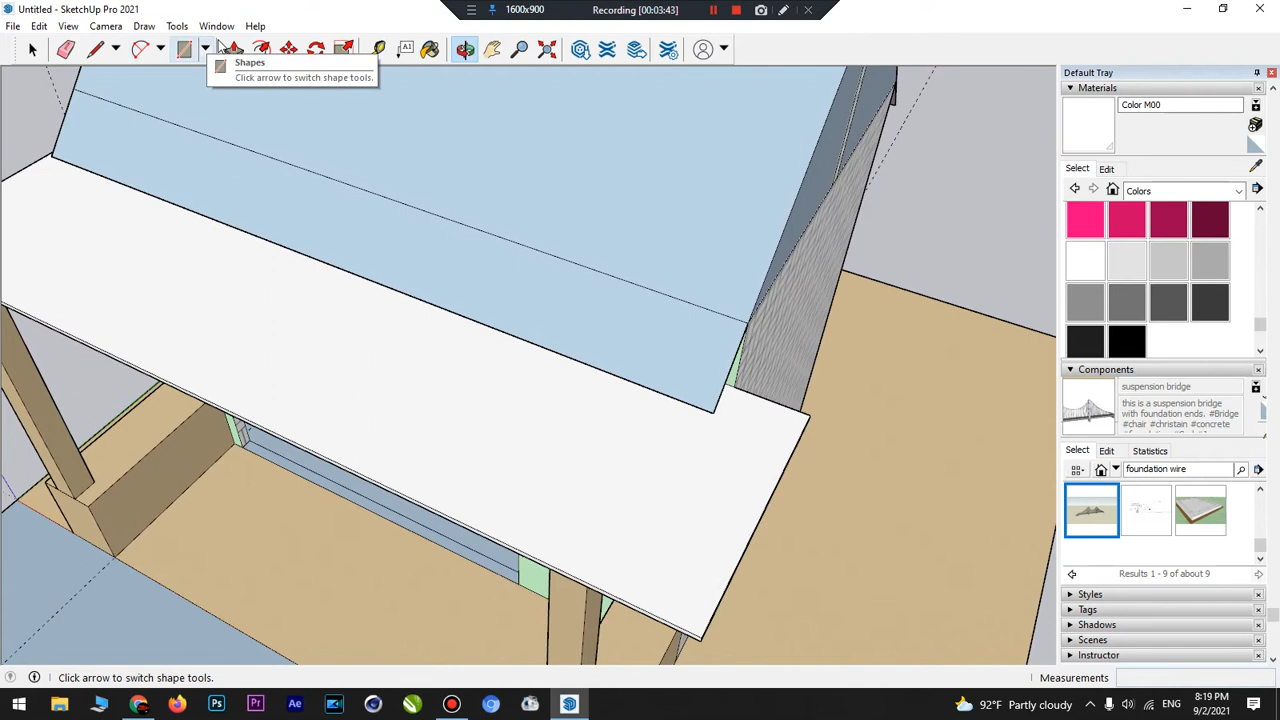 Untitled - SketchUp Pro 2021
1600x900
Recording [00:03:43]
File Edit View Camera Draw Tools Window Help
A1
Shapes
Click arrow to switch shape tools.
Default Tray
Materials
Color M00
Select Edit
Colors
Components
suspension bridge
this is a suspension bridge
with foundation ends. #Bridge
#chair #christain #concrete
Select Edit Statistics
foundation wire
Results 1 - 9 of about 9
Styles
Tags
Shadows
Scenes
Instructor
Click arrow to switch shape tools.
Measurements
Ps Pr Ae
92°F Partly cloudy
ENG
8:19 PM
9/2/2021